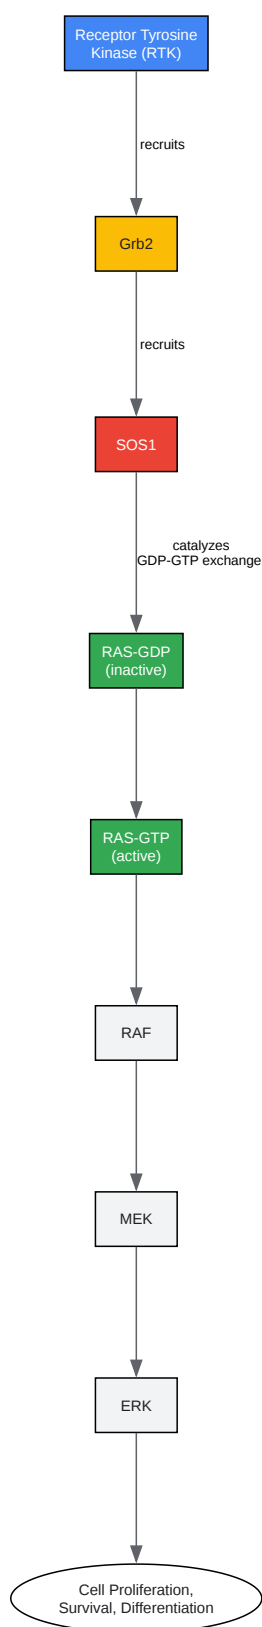 Receptor Tyrosine
Kinase (RTK)
recruits
Grb2
recruits
SOS1
catalyzes
GDP-GTP exchange
RAS-GDP
(inactive)
RAS-GTP
(active)
RAF
MEK
ERK
Cell Proliferation,
Survival, Differentiation